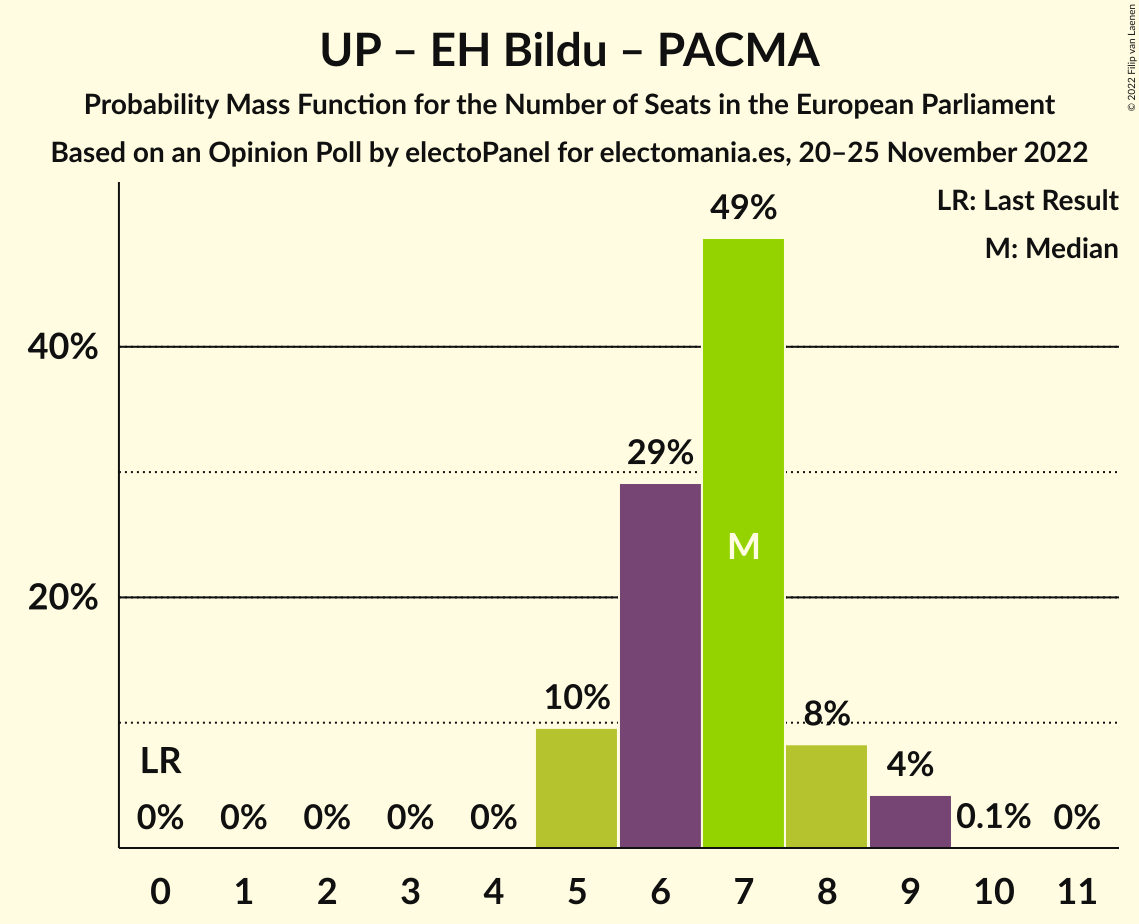 UP – EH Bildu – PACMA
Probability Mass Function for the Number of Seats in the European Parliament
Based on an Opinion Poll by electoPanel for electomania.es, 20–25 November 2022
© 2022 Filip van Laenen
LR: Last Result
M: Median
49%
40%
29%
M
20%
10%
8%
LR
4%
0% 0% 0% 0% 0% 0.1% 0%
0 1 2 3 4 5 6 7 8 9 10 11